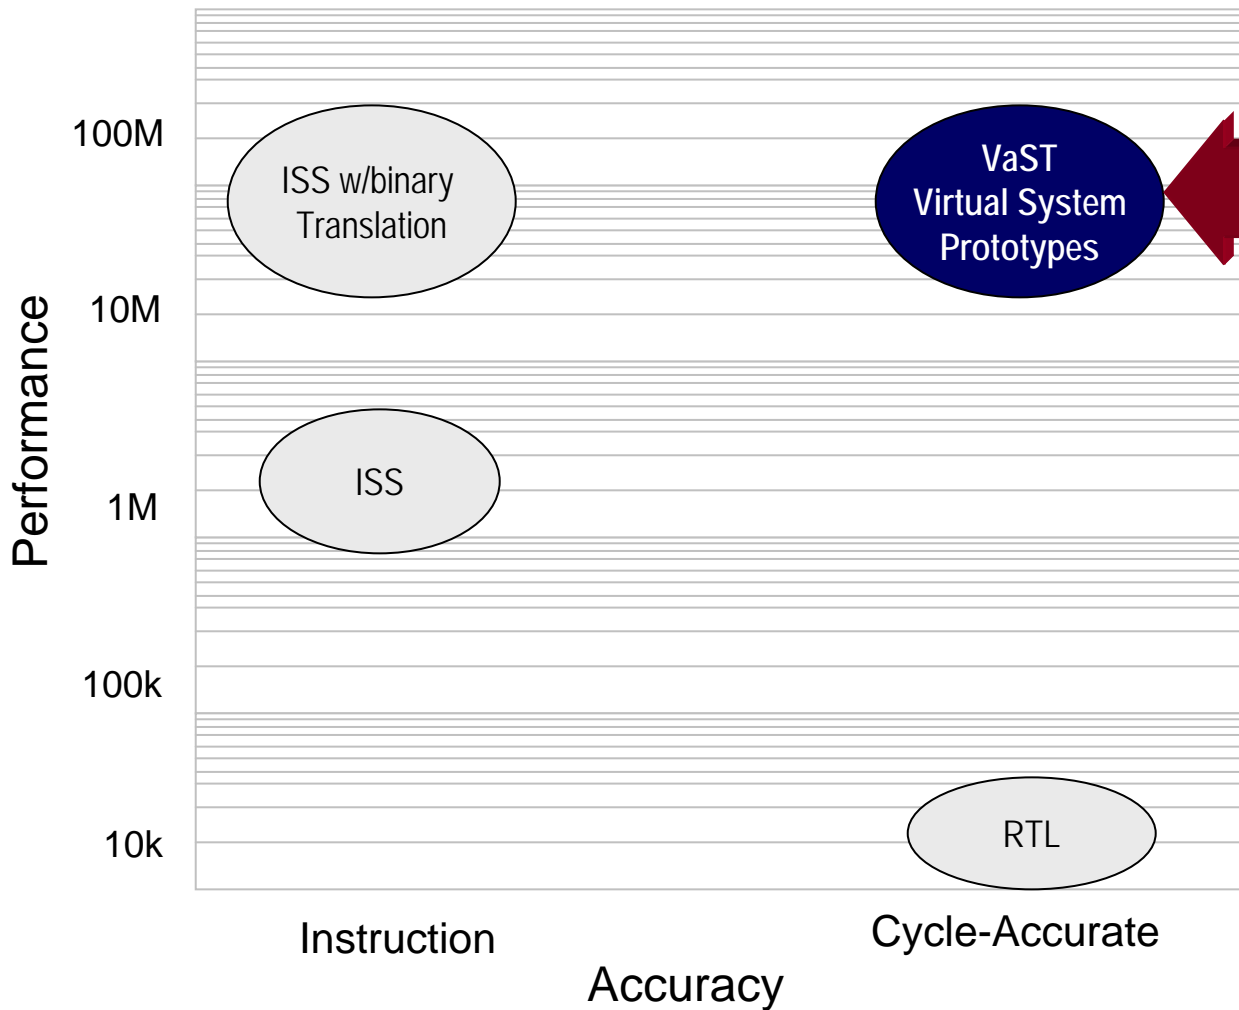 100M
ISS w/binary
Translation
VaST
Virtual System
Prototypes
10M
Performance
ISS
1M
100k
10k
RTL
Instruction
Cycle-Accurate
Accuracy